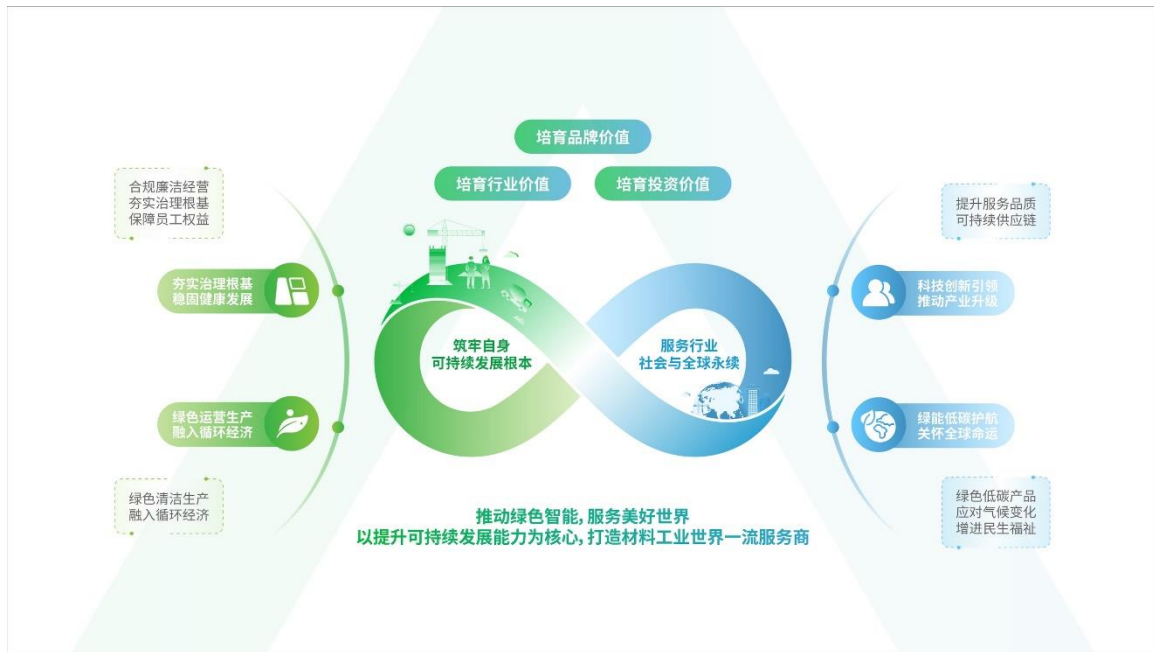 培育品牌价值
培育行业价值
培育投资价值
合规廉洁经营
夯实治理根基
保障员工权益
夯实治理根基
稳固健康发展
绿色运营生产
融入循环经济
绿色清洁生产
融入循环经济
筑牢自身
可持续发展根本
服务行业
社会与全球永续
提升服务品质
可持续供应链
科技创新引领
推动产业升级
绿能低碳护航
关怀全球命运
绿色低碳产品
应对气候变化
增进民生福祉
推动绿色智能, 服务美好世界
以提升可持续发展能力为核心, 打造材料工业世界一流服务商